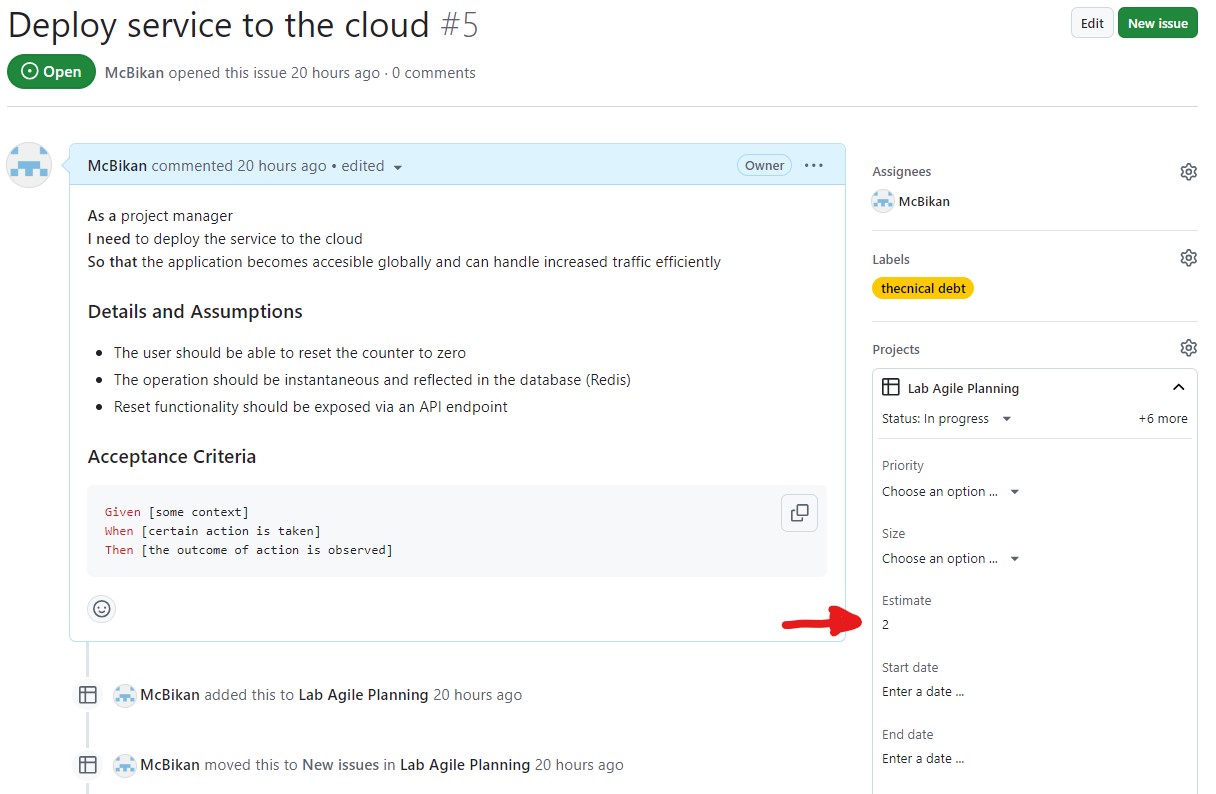 Deploy service to the cloud #5
Edit
New issue
Open
McBikan opened this issue 20 hours ago · 0 comments
McBikan commented 20 hours ago • edited
Owner
As a project manager
I need to deploy the service to the cloud
So that the application becomes accesible globally and can handle increased traffic efficiently
Details and Assumptions
• The user should be able to reset the counter to zero
• The operation should be instantaneous and reflected in the database (Redis)
• Reset functionality should be exposed via an API endpoint
Acceptance Criteria
Given [some context]
When [certain action is taken]
Then [the outcome of action is observed]
McBikan added this to Lab Agile Planning 20 hours ago
McBikan moved this to New issues in Lab Agile Planning 20 hours ago
Assignees
McBikan
Labels
thecnical debt
Projects
Lab Agile Planning
Status: In progress
+6 more
Priority
Choose an option ...
Size
Choose an option ...
Estimate
2
Start date
Enter a date ...
End date
Enter a date ...